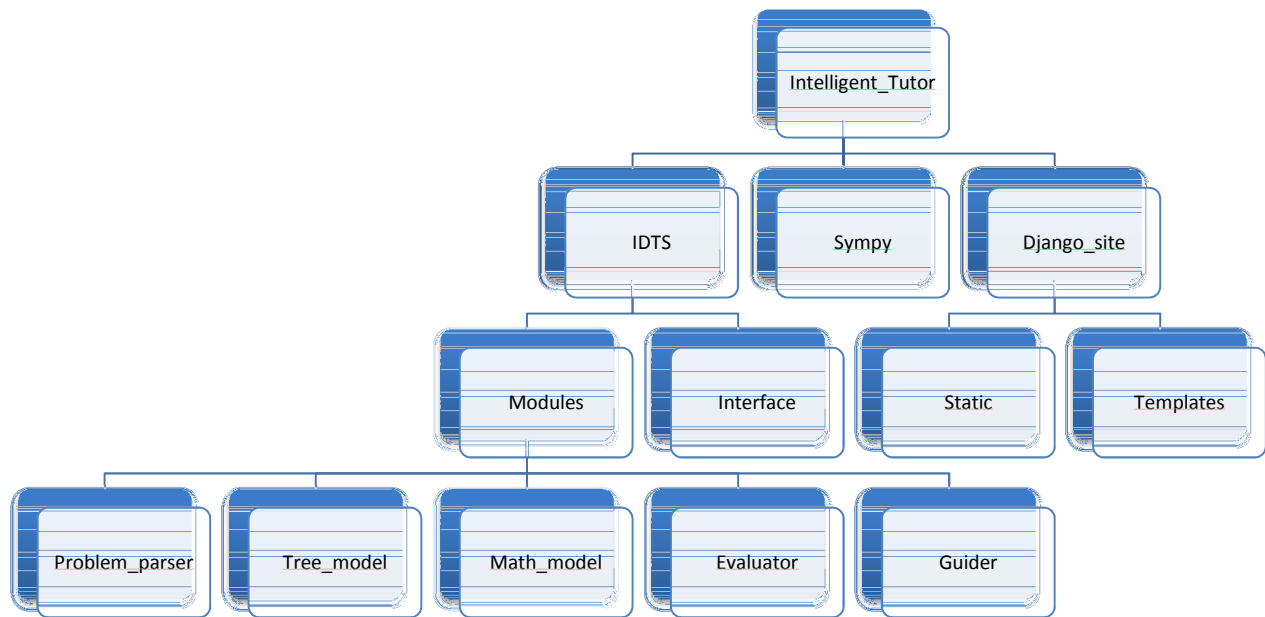 Intelligent_Tutor
IDTS
Sympy
Django_site
Modules
Interface
Static
Templates
Problem_parser
Tree_model
Math_model
Evaluator
Guider